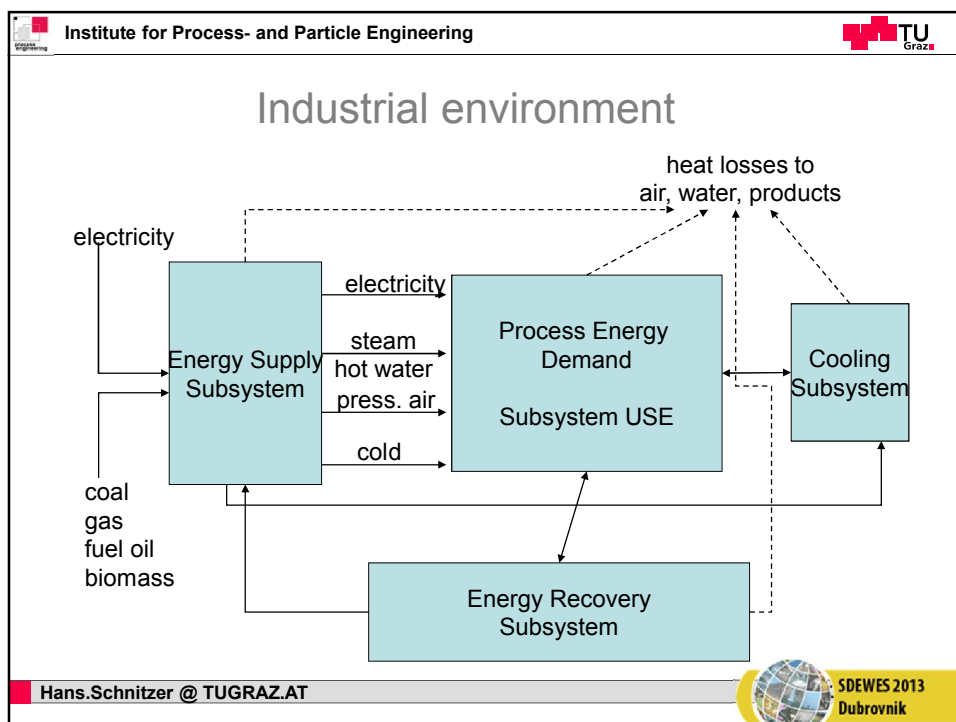 process
engineering
Institute for Process- and Particle Engineering
TU
Graz
Industrial environment
heat losses to
air, water, products
electricity
electricity
steam
hot water
press. air
cold
Energy Supply
Subsystem
Process Energy
Demand
Subsystem USE
Cooling
Subsystem
coal
gas
fuel oil
biomass
Energy Recovery
Subsystem
Hans.Schnitzer @ TUGRAZ.AT
SDEWES 2013
Dubrovnik